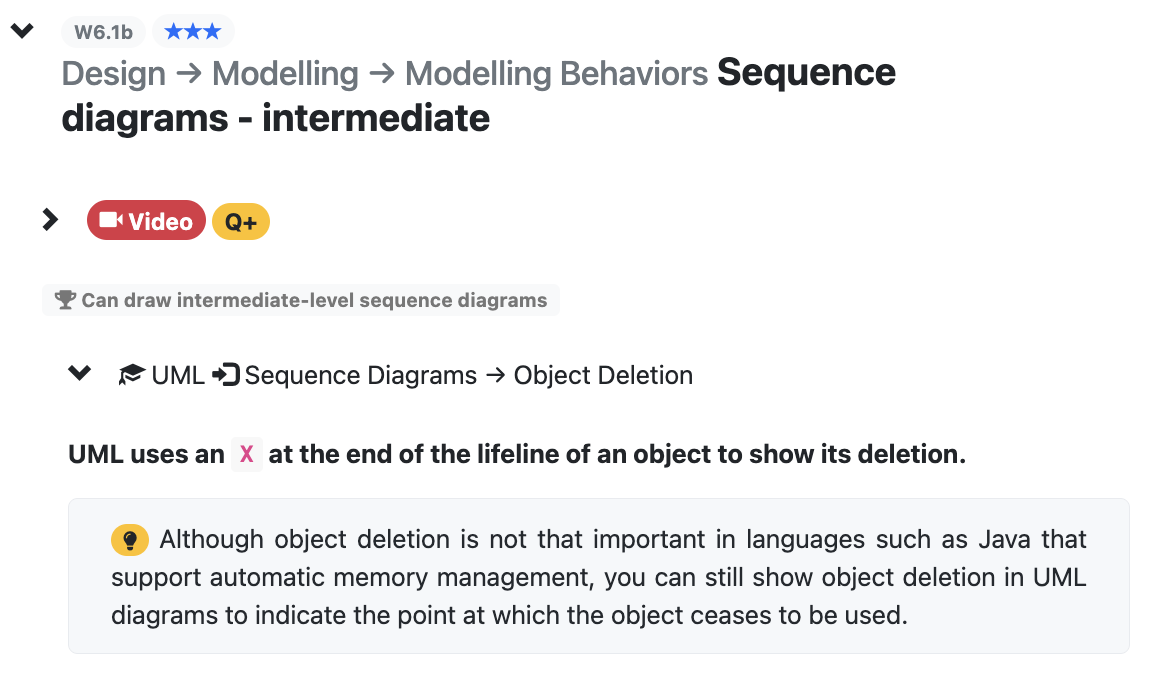 W6.1b ★★★
Design → Modelling → Modelling Behaviors Sequence
diagrams - intermediate
Video Q+
Can draw intermediate-level sequence diagrams
UML Sequence Diagrams → Object Deletion
UML uses an X at the end of the lifeline of an object to show its deletion.
Although object deletion is not that important in languages such as Java that
support automatic memory management, you can still show object deletion in UML
diagrams to indicate the point at which the object ceases to be used.